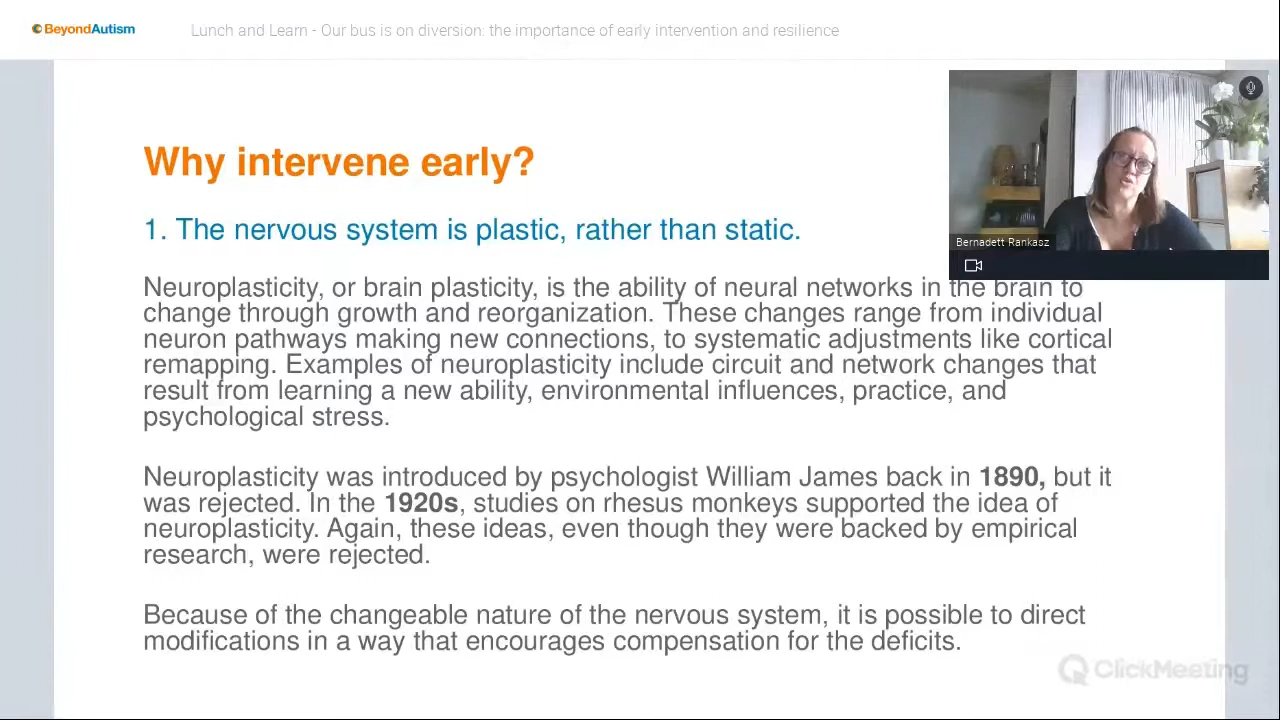 BeyondAutism
Lunch and Learn - Our bus is on diversion: the importance of early intervention and resilience
Bernadett Rankasz
Why intervene early?
1. The nervous system is plastic, rather than static.
Neuroplasticity, or brain plasticity, is the ability of neural networks in the brain to
change through growth and reorganization. These changes range from individual
neuron pathways making new connections, to systematic adjustments like cortical
remapping. Examples of neuroplasticity include circuit and network changes that
result from learning a new ability, environmental influences, practice, and
psychological stress.
Neuroplasticity was introduced by psychologist William James back in 1890, but it
was rejected. In the 1920s, studies on rhesus monkeys supported the idea of
neuroplasticity. Again, these ideas, even though they were backed by empirical
research, were rejected.
Because of the changeable nature of the nervous system, it is possible to direct
modifications in a way that encourages compensation for the deficits.
ClickMeeting